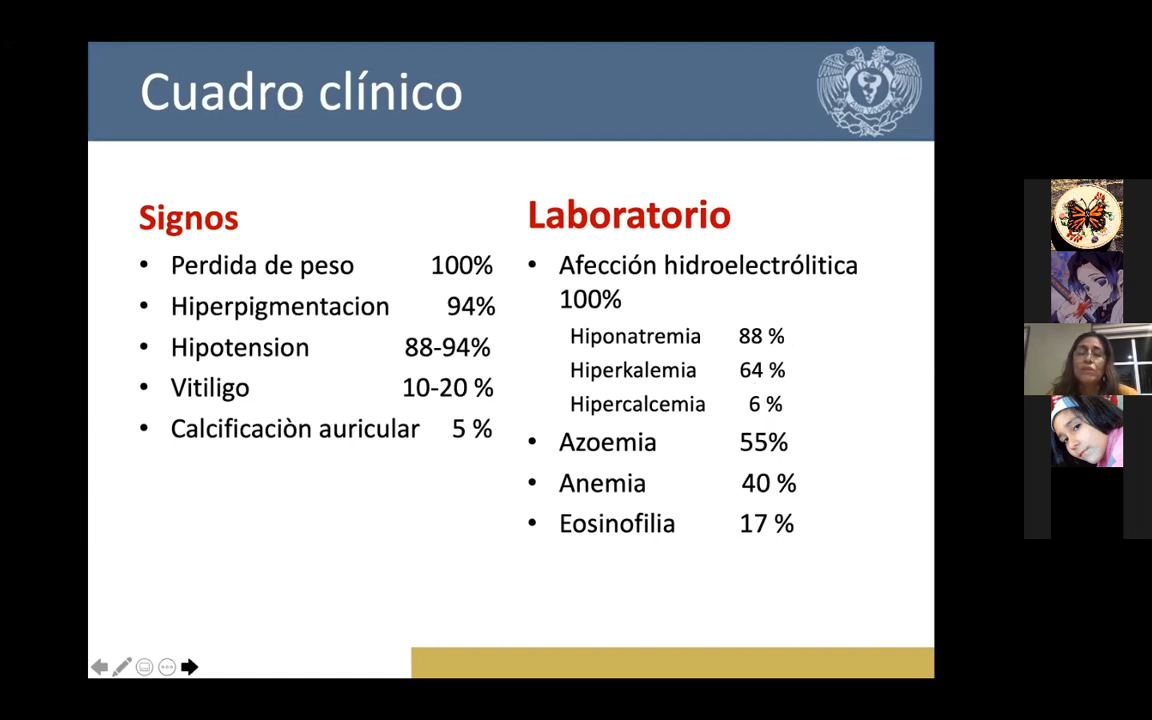 Cuadro clínico
Signos
• Perdida de peso 100%
• Hiperpigmentacion 94%
• Hipotension 88-94%
• Vitiligo 10-20 %
• Calcificaciòn auricular 5 %
Laboratorio
• Afección hidroelectrólitica
100%
Hiponatremia 88 %
Hiperkalemia 64 %
Hipercalcemia 6 %
• Azoemia 55%
• Anemia 40 %
• Eosinofilia 17 %